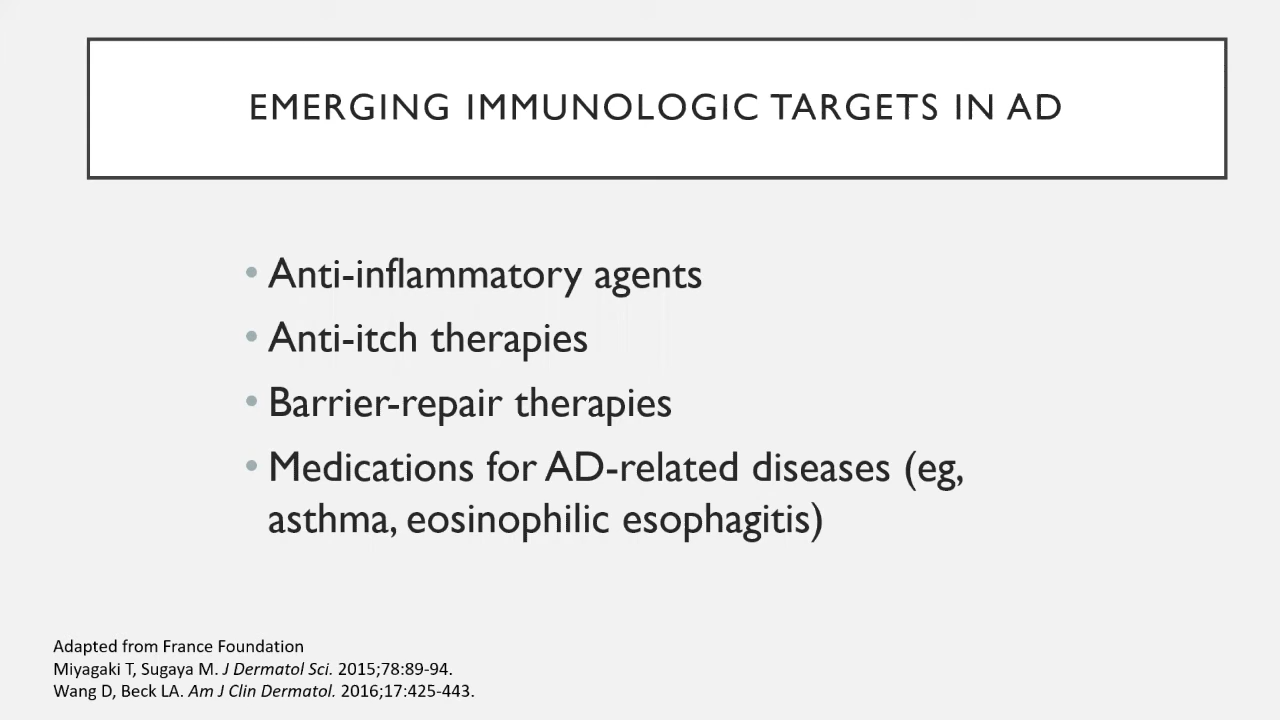 EMERGING IMMUNOLOGIC TARGETS IN AD
• Anti-inflammatory agents
• Anti-itch therapies
• Barrier-repair therapies
• Medications for AD-related diseases (eg,
asthma, eosinophilic esophagitis)
Adapted from France Foundation
Miyagaki T, Sugaya M. J Dermatol Sci. 2015;78:89-94.
Wang D, Beck LA. Am J Clin Dermatol. 2016;17:425-443.